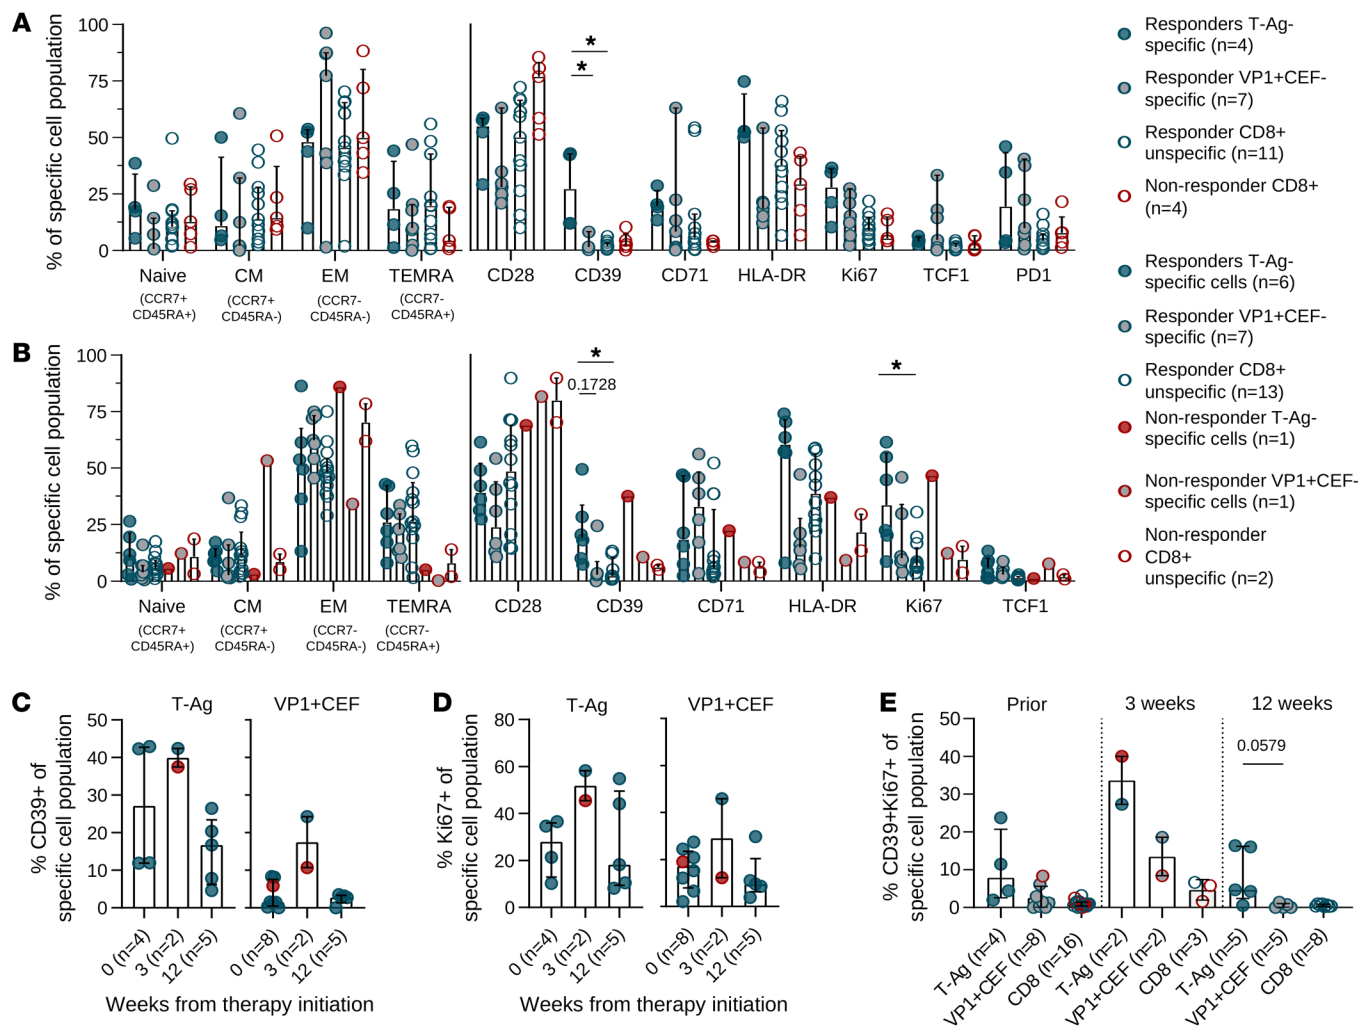 A
% of specific cell population
100
75
50
25
0
Naive
(CCR7+
CD45RA+)
CM
(CCR7+
CD45RA-)
EM
(CCR7-
CD45RA-)
TEMRA
(CCR7-
CD45RA+)
CD28
CD39
CD71
HLA-DR
Ki67
TCF1
PD1
*
*
Responders T-Ag-
specific (n=4)
Responder VP1+CEF-
specific (n=7)
Responder CD8+
unspecific (n=11)
Non-responder CD8+
(n=4)
B
% of specific cell population
100
75
50
25
0
Naive
(CCR7+
CD45RA+)
CM
(CCR7+
CD45RA-)
EM
(CCR7-
CD45RA-)
TEMRA
(CCR7-
CD45RA+)
CD28
CD39
CD71
HLA-DR
Ki67
TCF1
*
0.1728
*
Responders T-Ag-
specific cells (n=6)
Responder VP1+CEF-
specific (n=7)
Responder CD8+
unspecific (n=13)
Non-responder T-Ag-
specific cells (n=1)
Non-responder VP1+CEF-
specific cells (n=1)
Non-responder
CD8+
unspecific (n=2)
C
T-Ag
VP1+CEF
% CD39+ of
specific cell population
50
40
30
20
10
0
0 (n=4)
3 (n=2)
12 (n=5)
0 (n=8)
3 (n=2)
12 (n=5)
Weeks from therapy initiation
D
T-Ag
VP1+CEF
% Ki67+ of
specific cell population
80
60
40
20
0
0 (n=4)
3 (n=2)
12 (n=5)
0 (n=8)
3 (n=2)
12 (n=5)
Weeks from therapy initiation
E
Prior
3 weeks
12 weeks
0.0579
% CD39+Ki67+ of
specific cell population
50
40
30
20
10
0
T-Ag (n=4)
VP1+CEF (n=8)
CD8 (n=16)
T-Ag (n=2)
VP1+CEF (n=2)
CD8 (n=3)
T-Ag (n=5)
VP1+CEF (n=5)
CD8 (n=8)